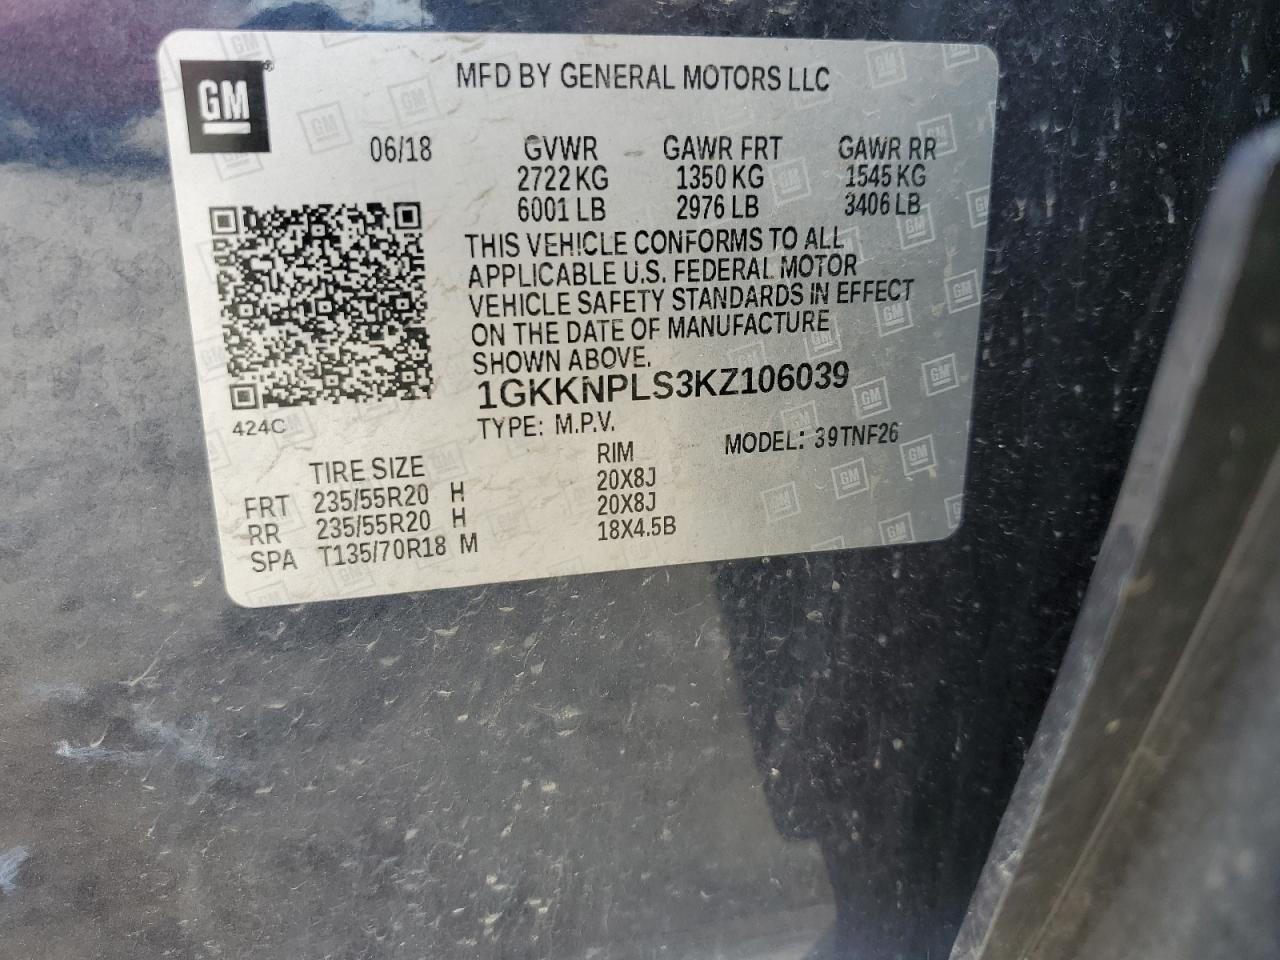 GM
MFD BY GENERAL MOTORS LLC
06/18 GVWR GAWR FRT GAWR RR
2722 KG 1350 KG 1545 KG
6001 LB 2976 LB 3406 LB
THIS VEHICLE CONFORMS TO ALL
APPLICABLE U.S. FEDERAL MOTOR
VEHICLE SAFETY STANDARDS IN EFFECT
ON THE DATE OF MANUFACTURE
SHOWN ABOVE.
1GKKNPLS3KZ106039
424C
TYPE: M.P.V. MODEL: 39TNF26
TIRE SIZE RIM
FRT 235/55R20 H 20X8J
RR 235/55R20 H 20X8J
SPA T135/70R18 M 18X4.5B